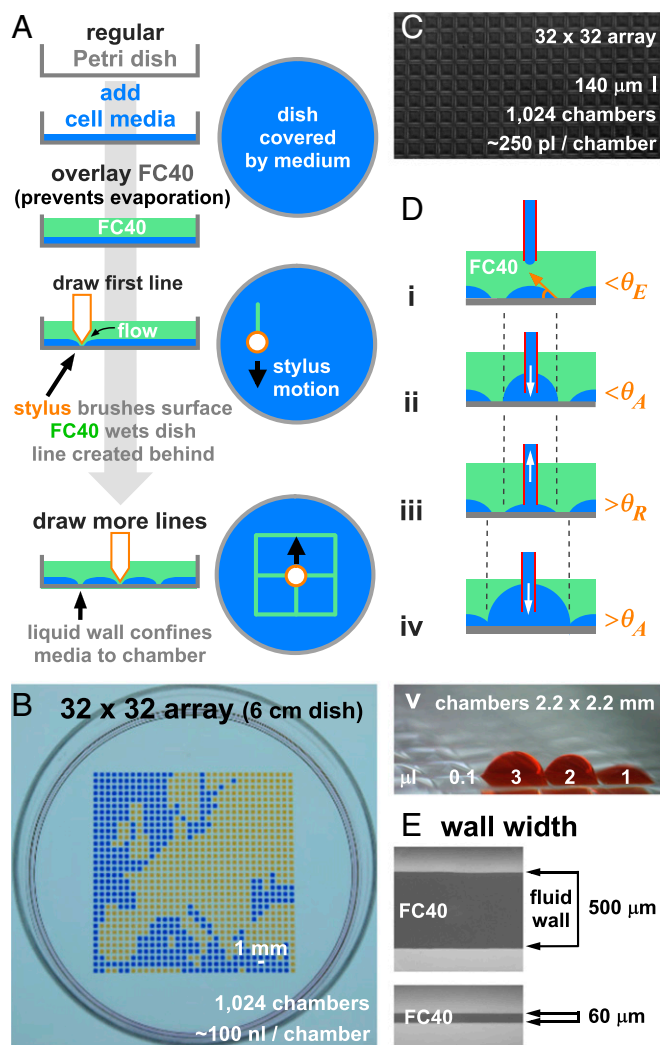 A
regular
Petri dish
add
cell media
dish
covered
by medium
overlay FC40
(prevents evaporation)
FC40
draw first line
flow
stylus
motion
stylus brushes surface
FC40 wets dish
line created behind
draw more lines
liquid wall confines
media to chamber
B
32 x 32 array (6 cm dish)
1 mm
1,024 chambers
~100 nl / chamber
C
32 x 32 array
140 μm l
1,024 chambers
~250 pl / chamber
D
FC40
i
<θE
ii
<θA
iii
>θR
iv
>θA
v chambers 2.2 x 2.2 mm
μl 0.1 3 2 1
E wall width
FC40
fluid
wall
500 μm
FC40
60 μm